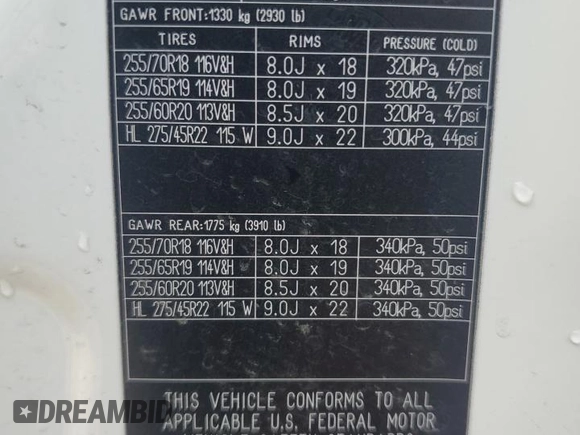 GAWR FRONT:1330 kg (2930 lb)
TIRES RIMS PRESSURE (COLD)
255/70R18 116V&H 8.0J x 18 320kPa, 47psi
255/65R19 114V&H 8.0J x 19 320kPa, 47psi
255/60R20 113V&H 8.5J x 20 320kPa, 47psi
HL 275/45R22 115 W 9.0J x 22 300kPa, 44psi
GAWR REAR:1775 kg (3910 lb)
255/70R18 116V&H 8.0J x 18 340kPa, 50psi
255/65R19 114V&H 8.0J x 19 340kPa, 50psi
255/60R20 113V&H 8.5J x 20 340kPa, 50psi
HL 275/45R22 115 W 9.0J x 22 340kPa, 50psi
THIS VEHICLE CONFORMS TO ALL
APPLICABLE U.S. FEDERAL MOTOR
DREAMBID